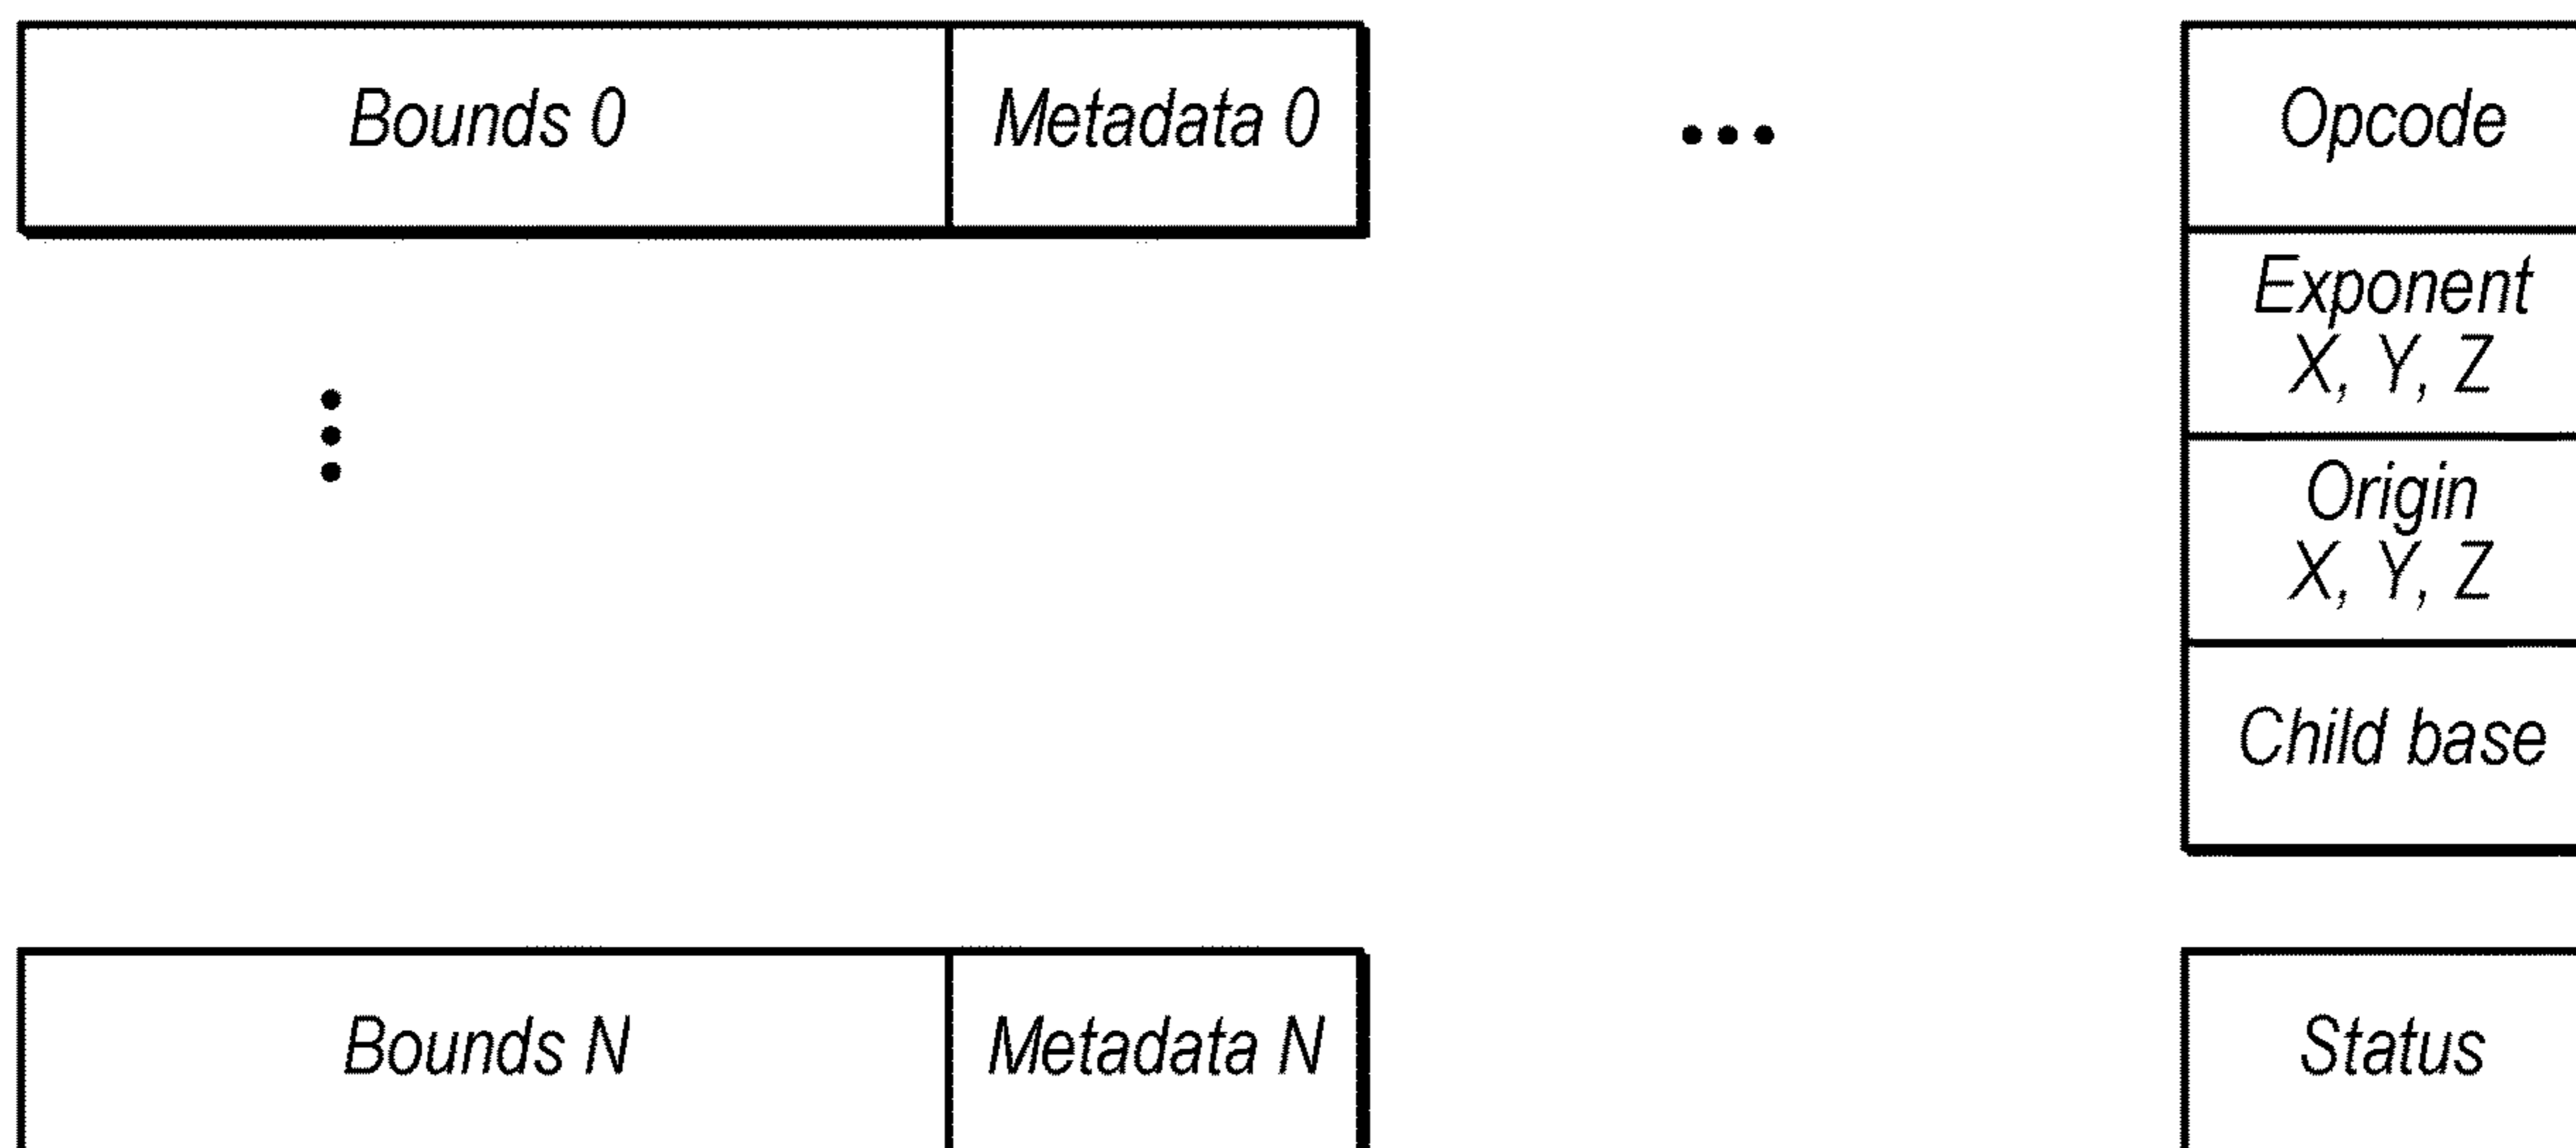 Bounds 0
Metadata 0
...
Opcode
Exponent
X, Y, Z
Origin
X, Y, Z
Child base
Bounds N
Metadata N
Status